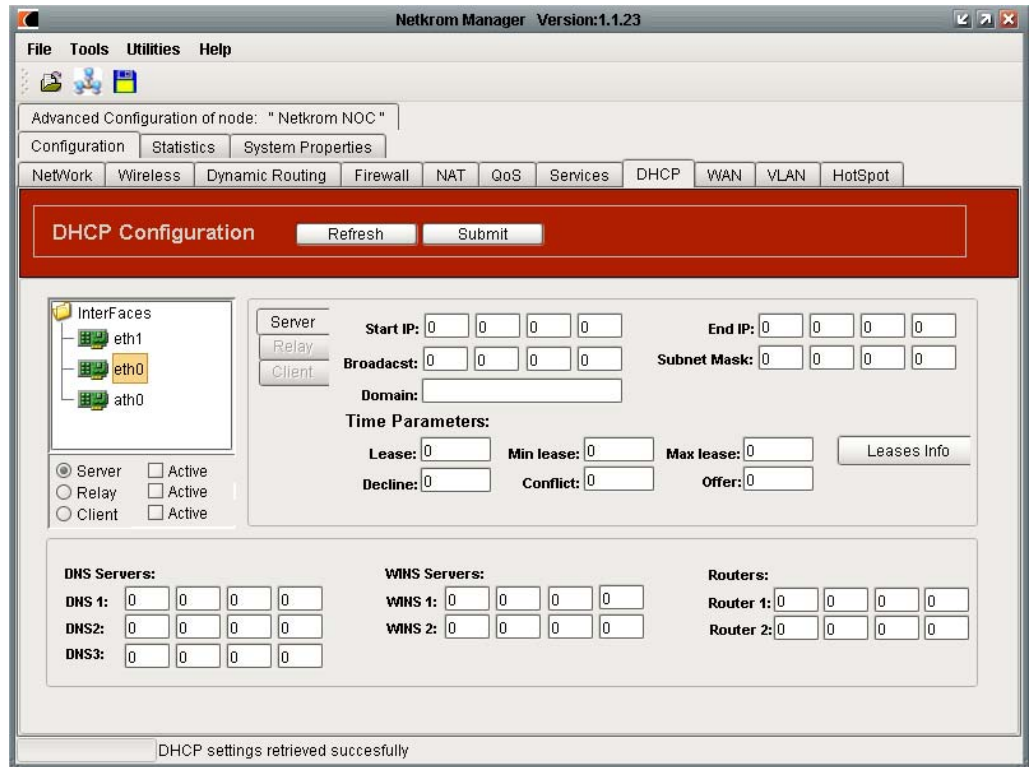 Netkrom Manager Version:1.1.23
File Tools Utilities Help
Advanced Configuration of node: " Netkrom NOC "
Configuration Statistics System Properties
NetWork Wireless Dynamic Routing Firewall NAT QoS Services DHCP WAN VLAN HotSpot
DHCP Configuration Refresh Submit
InterFaces
eth1
eth0
ath0
Server Active
Relay Active
Client Active
Server
Relay
Client
Start IP: 0 0 0 0 End IP: 0 0 0 0
Broadacst: 0 0 0 0 Subnet Mask: 0 0 0 0
Domain:
Time Parameters:
Lease: 0 Min lease: 0 Max lease: 0 Leases Info
Decline: 0 Conflict: 0 Offer: 0
DNS Servers: WINS Servers: Routers:
DNS 1: 0 0 0 0 WINS 1: 0 0 0 0 Router 1: 0 0 0 0
DNS2: 0 0 0 0 WINS 2: 0 0 0 0 Router 2: 0 0 0 0
DNS3: 0 0 0 0
DHCP settings retrieved succesfully